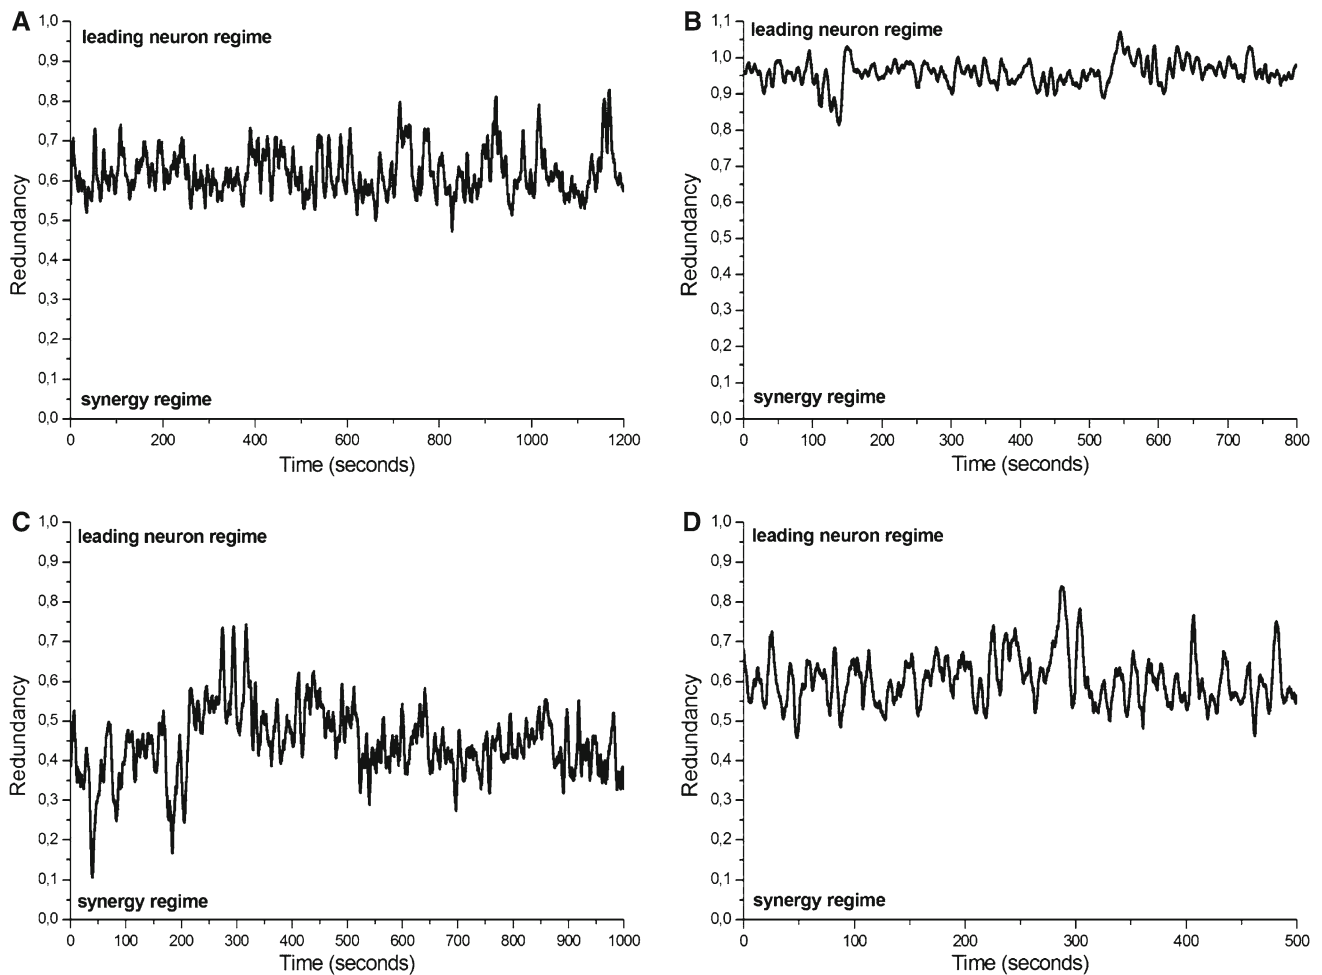 A
leading neuron regime
Redundancy
1,0
0,9
0,8
0,7
0,6
0,5
0,4
0,3
0,2
0,1
0,0
synergy regime
0 200 400 600 800 1000 1200
Time (seconds)
B
leading neuron regime
Redundancy
1,1
1,0
0,9
0,8
0,7
0,6
0,5
0,4
0,3
0,2
0,1
0,0
synergy regime
0 100 200 300 400 500 600 700 800
Time (seconds)
C
leading neuron regime
Redundancy
1,0
0,9
0,8
0,7
0,6
0,5
0,4
0,3
0,2
0,1
0,0
synergy regime
0 100 200 300 400 500 600 700 800 900 1000
Time (seconds)
D
leading neuron regime
Redundancy
1,0
0,9
0,8
0,7
0,6
0,5
0,4
0,3
0,2
0,1
0,0
synergy regime
0 100 200 300 400 500
Time (seconds)